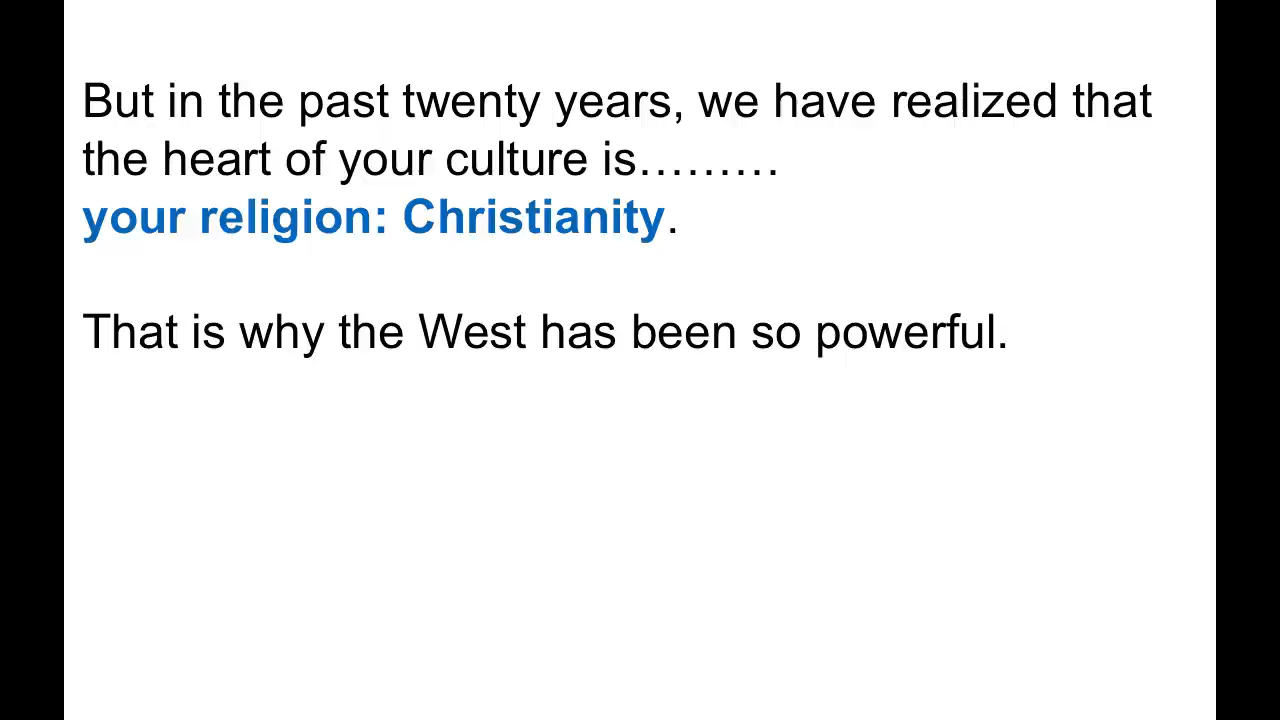 But in the past twenty years, we have realized that
the heart of your culture is………
your religion: Christianity.
That is why the West has been so powerful.